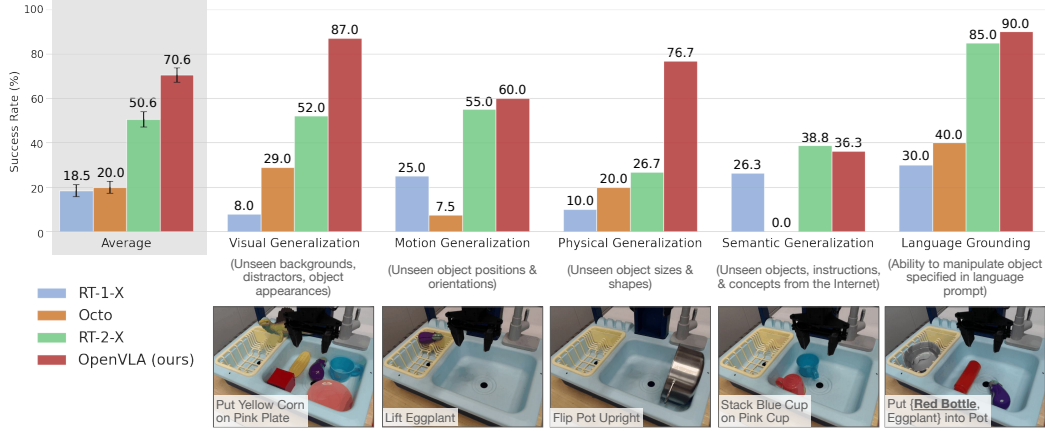 100
80
60
40
20
0
Success Rate (%)
18.5 20.0 50.6 70.6
8.0 29.0 52.0 87.0
25.0 7.5 55.0 60.0
10.0 20.0 26.7 76.7
26.3 0.0 38.8 36.3
30.0 40.0 85.0 90.0
Average
Visual Generalization
(Unseen backgrounds,
distractors, object
appearances)
Motion Generalization
(Unseen object positions &
orientations)
Physical Generalization
(Unseen object sizes &
shapes)
Semantic Generalization
(Unseen objects, instructions,
& concepts from the Internet)
Language Grounding
(Ability to manipulate object
specified in language
prompt)
RT-1-X
Octo
RT-2-X
OpenVLA (ours)
Put Yellow Corn
on Pink Plate
Lift Eggplant
Flip Pot Upright
Stack Blue Cup
on Pink Cup
Put {Red Bottle,
Eggplant} into Pot